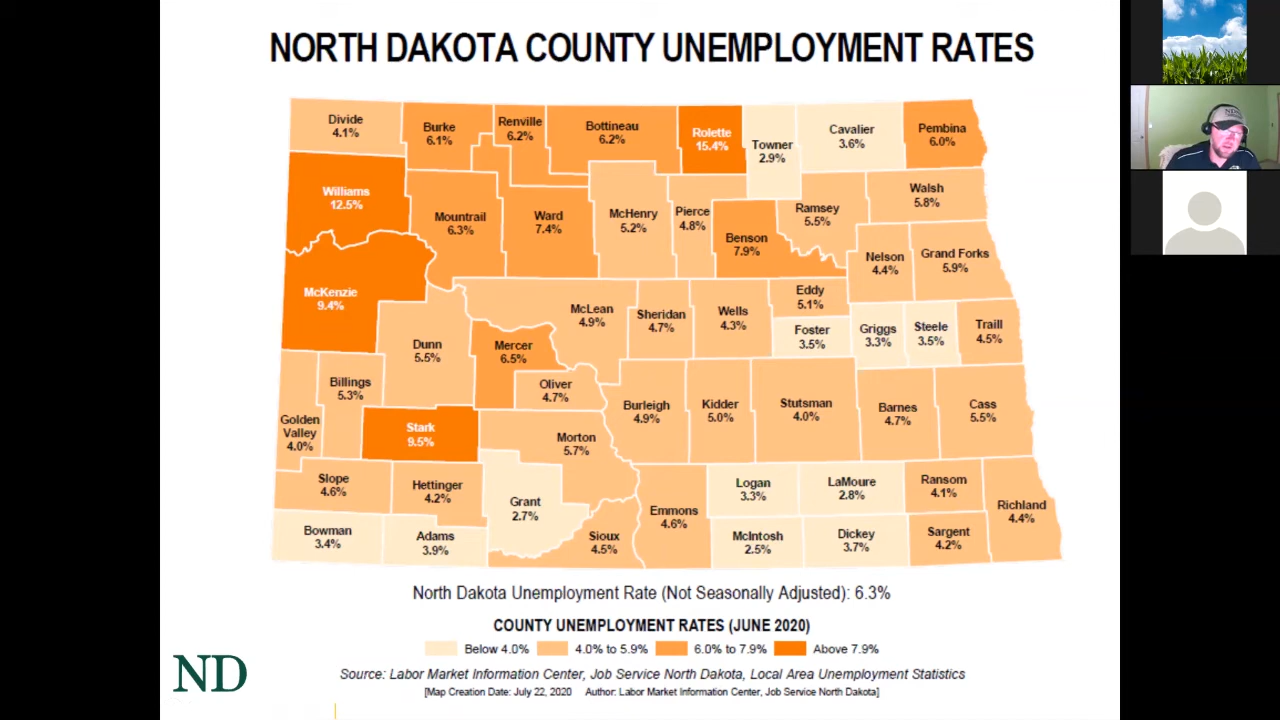 NORTH DAKOTA COUNTY UNEMPLOYMENT RATES
Divide
4.1%
Burke
6.1%
Renville
6.2%
Bottineau
6.2%
Rolette
15.4%
Towner
2.9%
Cavalier
3.6%
Pembina
6.0%
Williams
12.5%
Mountrail
6.3%
Ward
7.4%
McHenry
5.2%
Pierce
4.8%
Benson
7.9%
Ramsey
5.5%
Walsh
5.8%
Nelson
4.4%
Grand Forks
5.9%
McKenzie
9.4%
Dunn
5.5%
Mercer
6.5%
McLean
4.9%
Sheridan
4.7%
Wells
4.3%
Eddy
5.1%
Foster
3.5%
Griggs
3.3%
Steele
3.5%
Traill
4.5%
Billings
5.3%
Oliver
4.7%
Golden
Valley
4.0%
Stark
9.5%
Morton
5.7%
Burleigh
4.9%
Kidder
5.0%
Stutsman
4.0%
Barnes
4.7%
Cass
5.5%
Slope
4.6%
Hettinger
4.2%
Grant
2.7%
Emmons
4.6%
Logan
3.3%
LaMoure
2.8%
Ransom
4.1%
Richland
4.4%
Bowman
3.4%
Adams
3.9%
Sioux
4.5%
McIntosh
2.5%
Dickey
3.7%
Sargent
4.2%
North Dakota Unemployment Rate (Not Seasonally Adjusted): 6.3%
COUNTY UNEMPLOYMENT RATES (JUNE 2020)
Below 4.0% 4.0% to 5.9% 6.0% to 7.9% Above 7.9%
Source: Labor Market Information Center, Job Service North Dakota, Local Area Unemployment Statistics
[Map Creation Date: July 22, 2020 Author: Labor Market Information Center, Job Service North Dakota]
ND